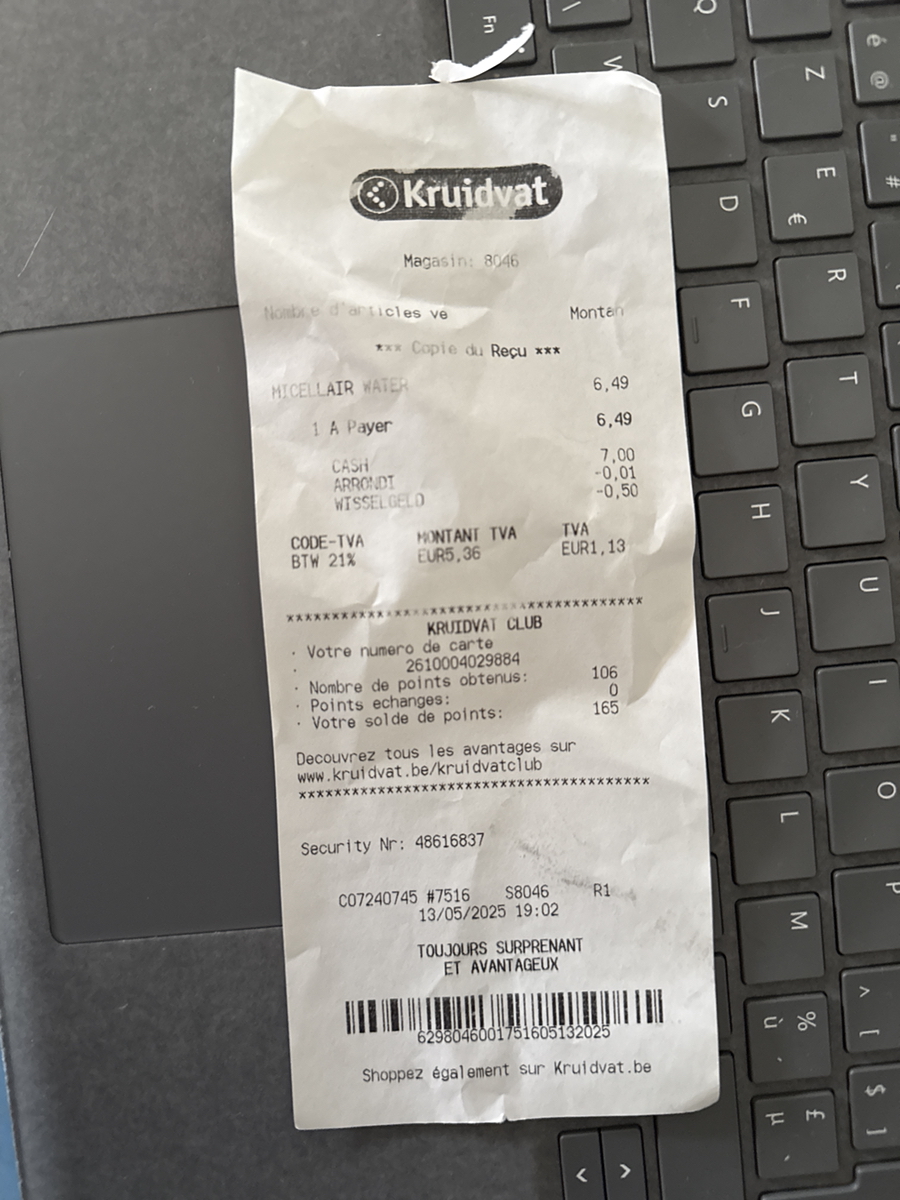 Kruidvat
Magasin: 8046
Nombre d'articles ve Montan
*** Copie du Reçu ***
MICELLAIR WATER 6,49
1 A Payer 6,49
CASH 7,00
ARRONDI -0,01
WISSELGELD -0,50
CODE-TVA MONTANT TVA TVA
BTW 21% EUR5,36 EUR1,13
****************************************
KRUIDVAT CLUB
· Votre numero de carte
· 2610004029884
· Nombre de points obtenus: 106
· Points echanges: 0
· Votre solde de points: 165
Decouvrez tous les avantages sur
www.kruidvat.be/kruidvatclub
****************************************
Security Nr: 48616837
C07240745 #7516 S8046 R1
13/05/2025 19:02
TOUJOURS SURPRENANT
ET AVANTAGEUX
6298046001751605132025
Shoppez également sur Kruidvat.be
Fn
\
Q
é @
W
S
Z
" #
D
E €
F
R
G
T
H
Y
J
U
K
I
L
O
M
P
ù % ´
^ [
µ £ `
$ ]
< >